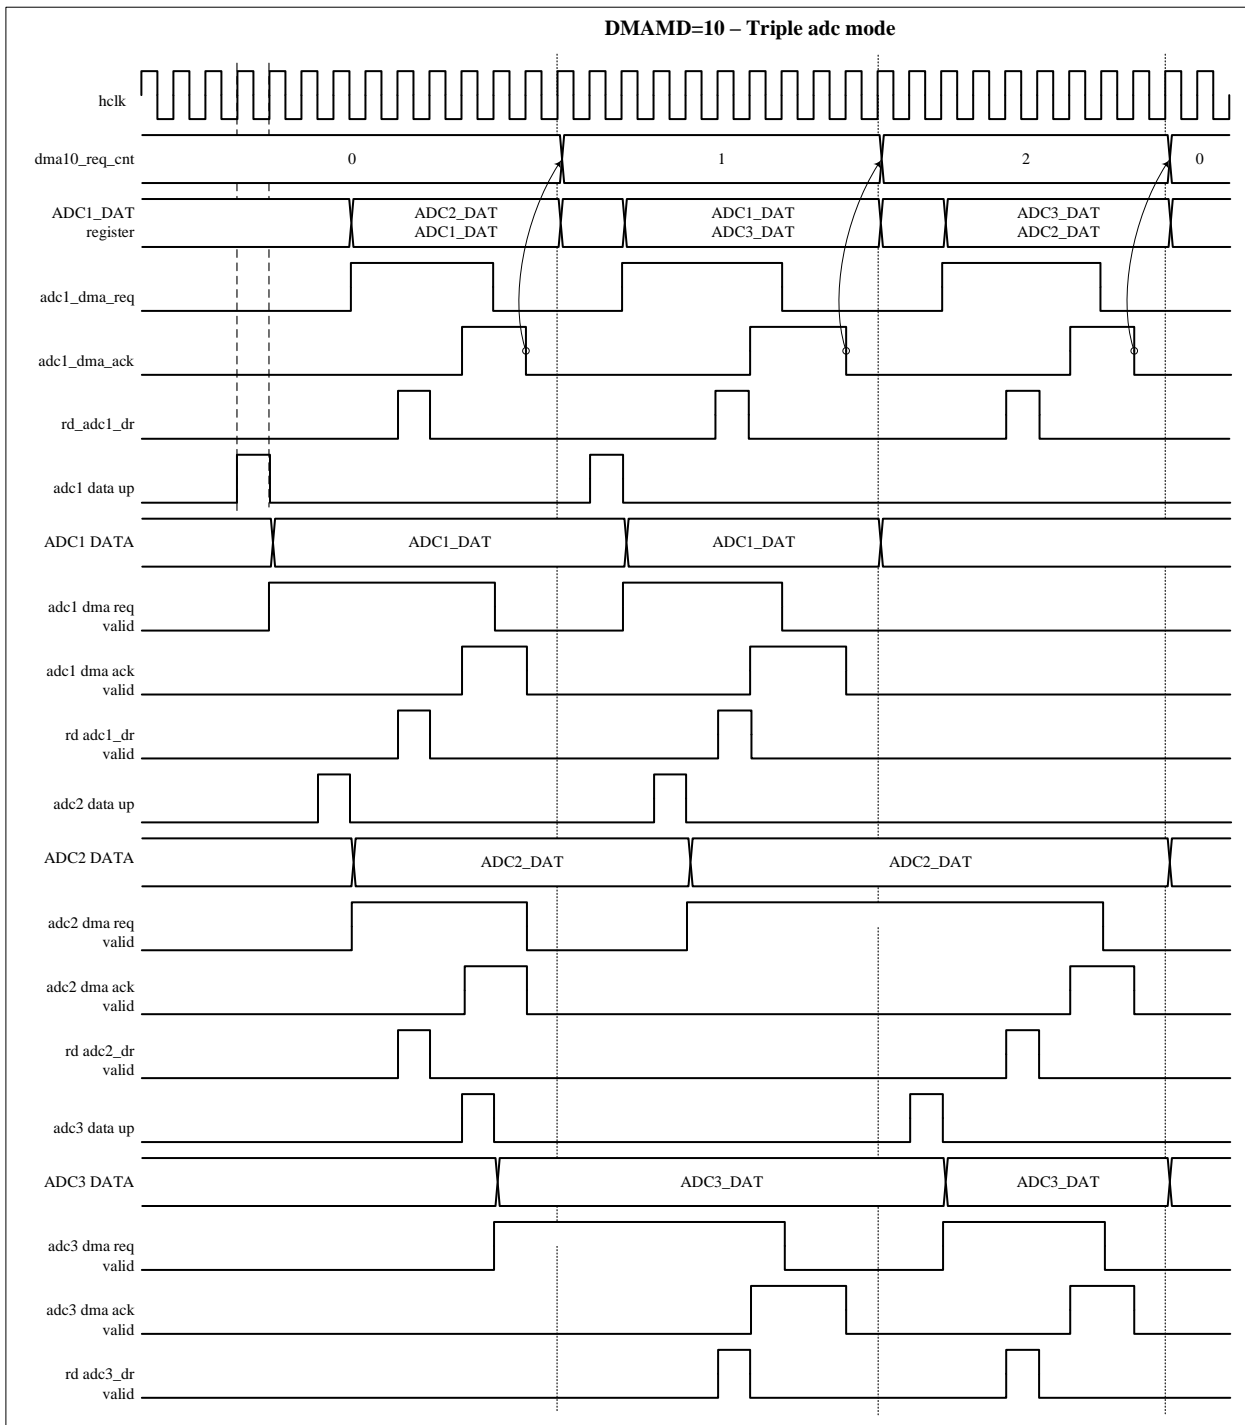 DMAMD=10 – Triple adc mode
hclk
dma10_req_cnt
0
1
2
0
ADC1_DAT
register
ADC2_DAT
ADC1_DAT
ADC1_DAT
ADC3_DAT
ADC3_DAT
ADC2_DAT
adc1_dma_req
adc1_dma_ack
rd_adc1_dr
adc1 data up
ADC1 DATA
ADC1_DAT
ADC1_DAT
adc1 dma req
valid
adc1 dma ack
valid
rd adc1_dr
valid
adc2 data up
ADC2 DATA
ADC2_DAT
ADC2_DAT
adc2 dma req
valid
adc2 dma ack
valid
rd adc2_dr
valid
adc3 data up
ADC3 DATA
ADC3_DAT
ADC3_DAT
adc3 dma req
valid
adc3 dma ack
valid
rd adc3_dr
valid